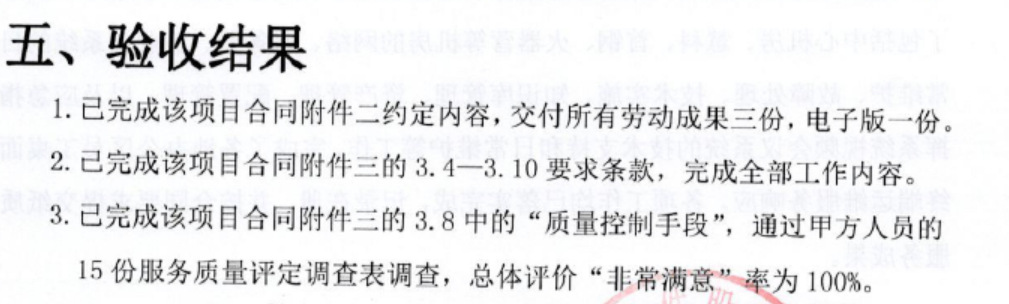 五、验收结果
1.已完成该项目合同附件二约定内容，交付所有劳动成果三份，电子版一份。
2.已完成该项目合同附件三的 3.4—3.10 要求条款，完成全部工作内容。
3.已完成该项目合同附件三的 3.8 中的“质量控制手段”，通过甲方人员的
15 份服务质量评定调查表调查，总体评价“非常满意”率为 100%。